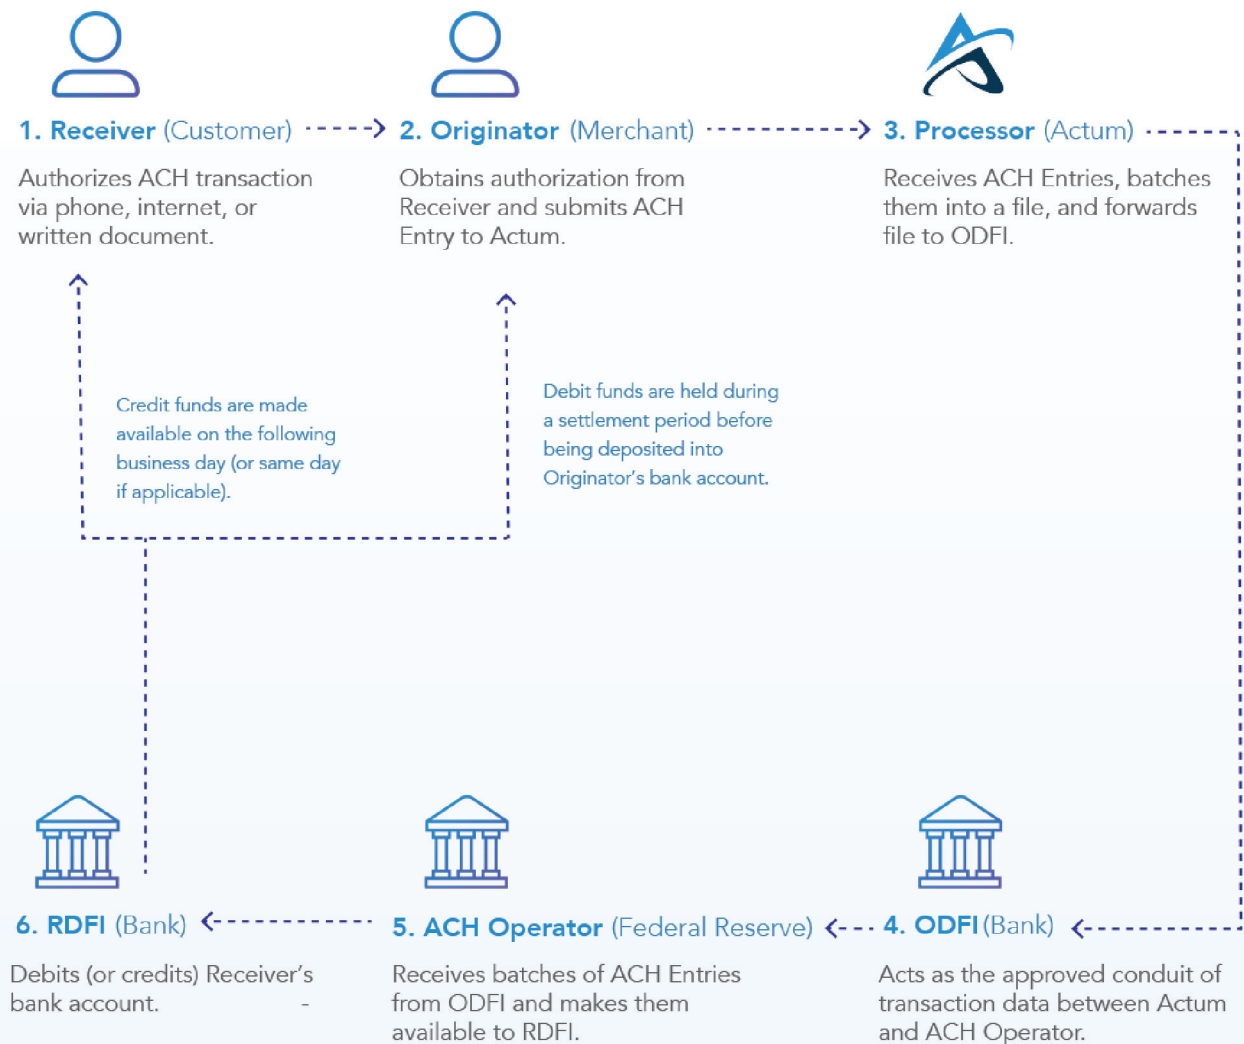 1. Receiver (Customer)
Authorizes ACH transaction
via phone, internet, or
written document.
2. Originator (Merchant)
Obtains authorization from
Receiver and submits ACH
Entry to Actum.
3. Processor (Actum)
Receives ACH Entries, batches
them into a file, and forwards
file to ODFI.
Credit funds are made
available on the following
business day (or same day
if applicable).
Debit funds are held during
a settlement period before
being deposited into
Originator's bank account.
6. RDFI (Bank)
Debits (or credits) Receiver's
bank account. -
5. ACH Operator (Federal Reserve)
Receives batches of ACH Entries
from ODFI and makes them
available to RDFI.
4. ODFI (Bank)
Acts as the approved conduit of
transaction data between Actum
and ACH Operator.